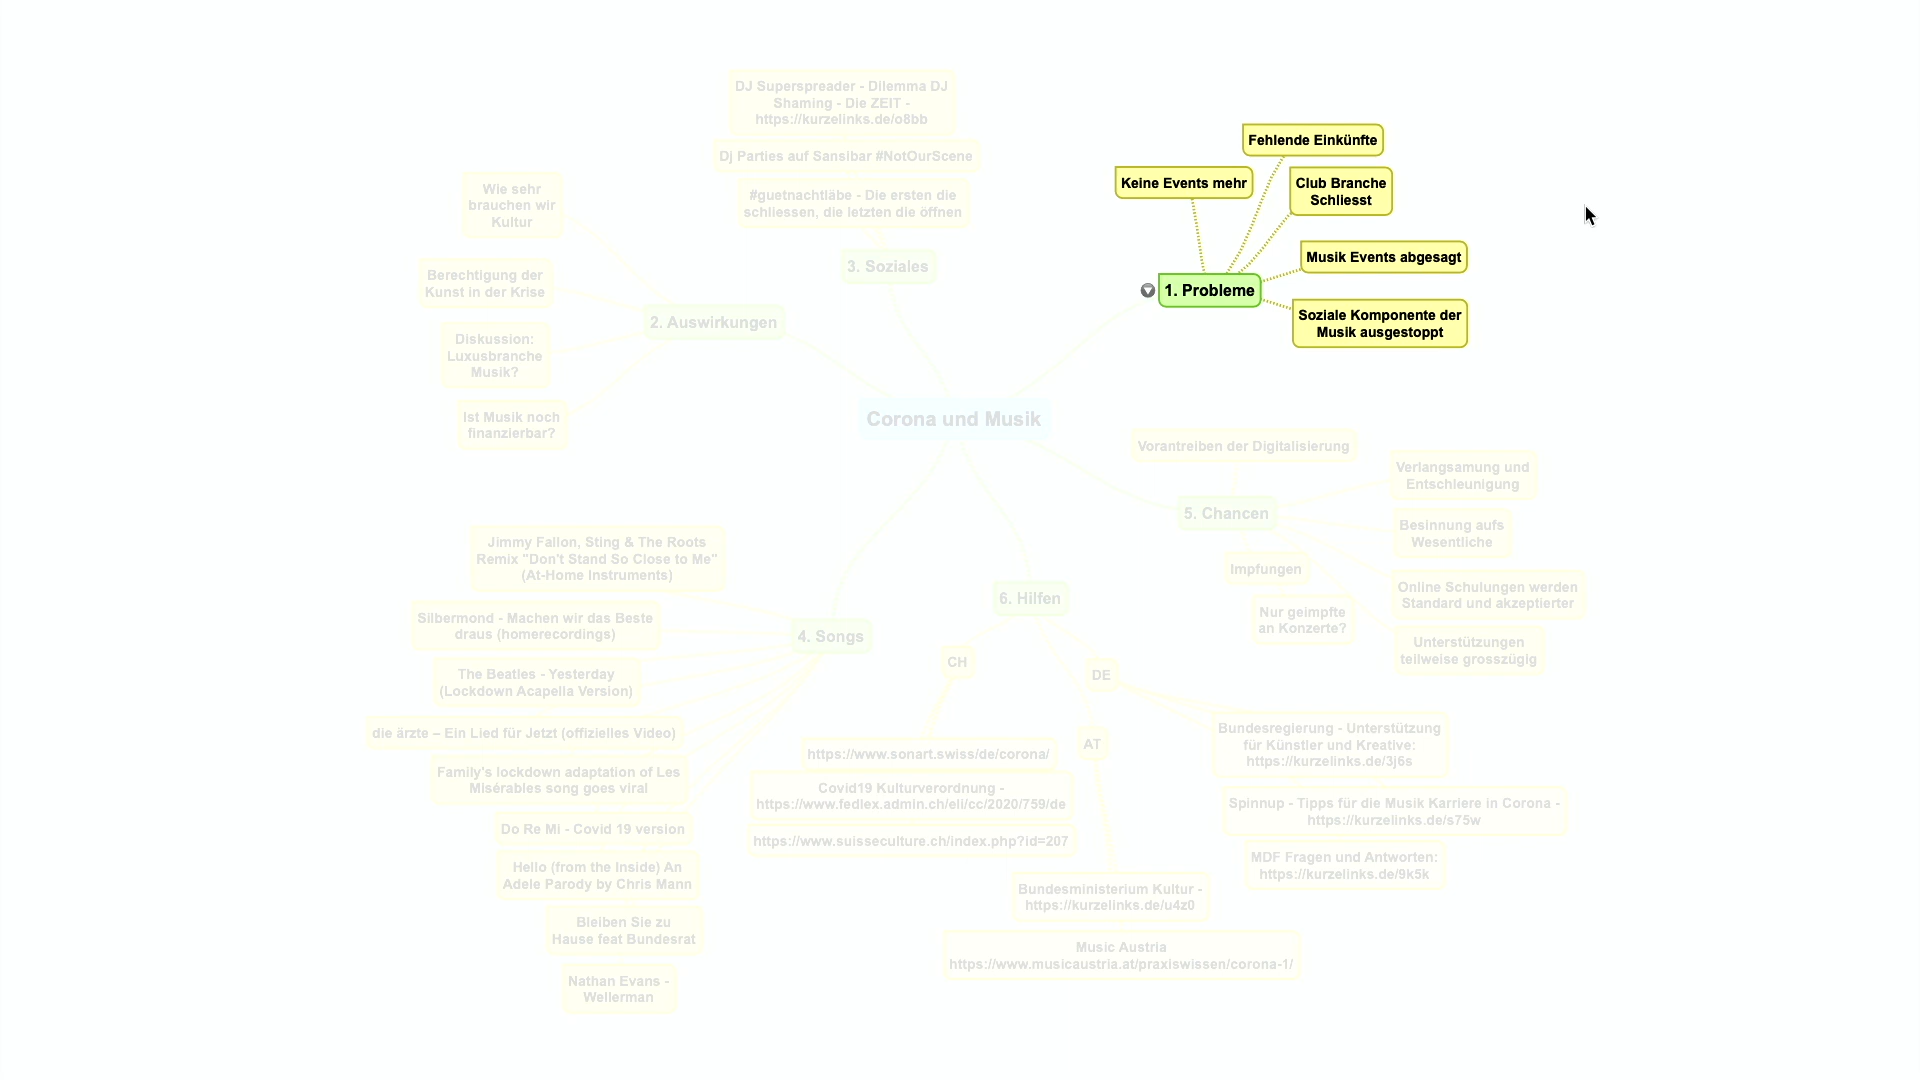 Corona und Musik
1. Probleme
Keine Events mehr
Fehlende Einkünfte
Club Branche
Schliesst
Musik Events abgesagt
Soziale Komponente der
Musik ausgestoppt
2. Auswirkungen
Wie sehr
brauchen wir
Kultur
Berechtigung der
Kunst in der Krise
Diskussion:
Luxusbranche
Musik?
Ist Musik noch
finanzierbar?
3. Soziales
DJ Superspreader - Dilemma DJ
Shaming - Die ZEIT -
https://kurzelinks.de/o8bb
Dj Parties auf Sansibar #NotOurScene
#guetnachtläbe - Die ersten die
schliessen, die letzten die öffnen
4. Songs
Jimmy Fallon, Sting & The Roots
Remix "Don't Stand So Close to Me"
(At-Home Instruments)
Silbermond - Machen wir das Beste
draus (homerecordings)
The Beatles - Yesterday
(Lockdown Acapella Version)
die ärzte – Ein Lied für Jetzt (offizielles Video)
Family's lockdown adaptation of Les
Misérables song goes viral
Do Re Mi - Covid 19 version
Hello (from the Inside) An
Adele Parody by Chris Mann
Bleiben Sie zu
Hause feat Bundesrat
Nathan Evans -
Wellerman
5. Chancen
Vorantreiben der Digitalisierung
Verlangsamung und
Entschleunigung
Besinnung aufs
Wesentliche
Online Schulungen werden
Standard und akzeptierter
Unterstützungen
teilweise grosszügig
Impfungen
Nur geimpfte
an Konzerte?
6. Hilfen
CH
https://www.sonart.swiss/de/corona/
Covid19 Kulturverordnung -
https://www.fedlex.admin.ch/eli/cc/2020/759/de
https://www.suisseculture.ch/index.php?id=207
DE
Bundesregierung - Unterstützung
für Künstler und Kreative:
https://kurzelinks.de/3j6s
Spinnup - Tipps für die Musik Karriere in Corona -
https://kurzelinks.de/s75w
MDF Fragen und Antworten:
https://kurzelinks.de/9k5k
AT
Bundesministerium Kultur -
https://kurzelinks.de/u4z0
Music Austria
https://www.musicaustria.at/praxiswissen/corona-1/